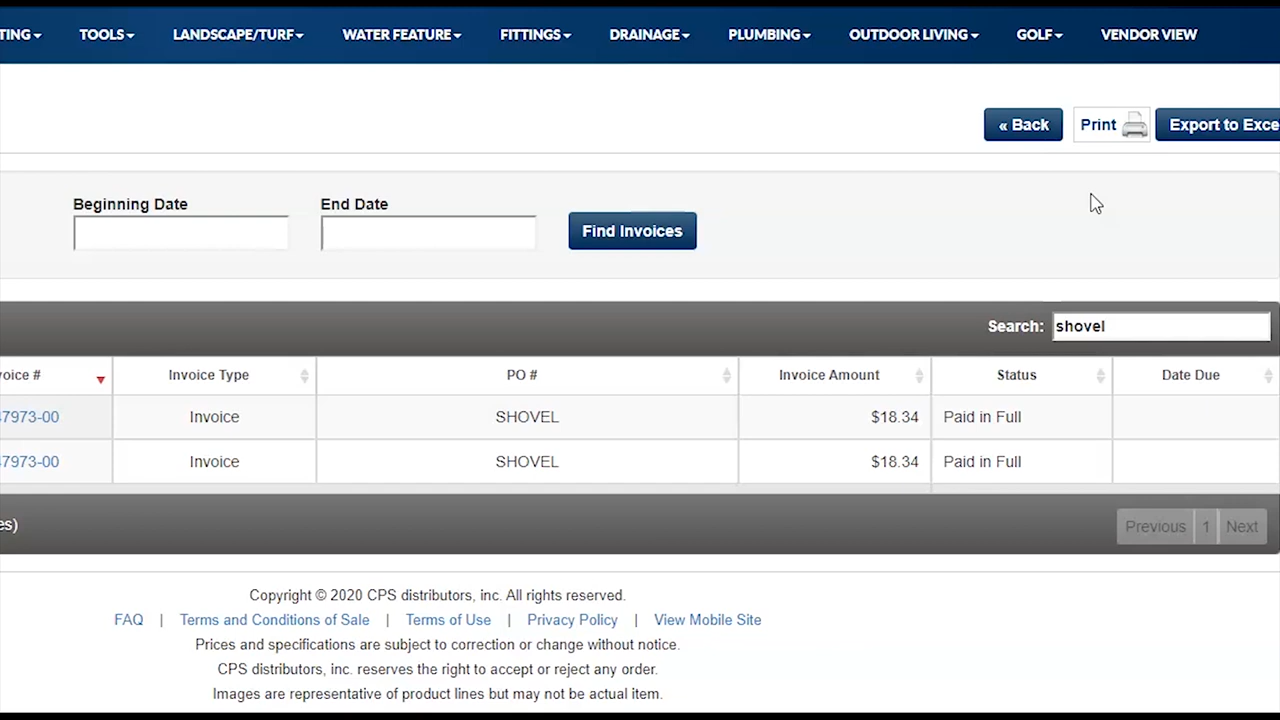 TING TOOLS LANDSCAPE/TURF WATER FEATURE FITTINGS DRAINAGE PLUMBING OUTDOOR LIVING GOLF VENDOR VIEW
« Back Print Export to Exce
Beginning Date End Date
Find Invoices
Search: shovel
voice # Invoice Type PO # Invoice Amount Status Date Due
47973-00 Invoice SHOVEL $18.34 Paid in Full
47973-00 Invoice SHOVEL $18.34 Paid in Full
es) Previous 1 Next
Copyright © 2020 CPS distributors, inc. All rights reserved.
FAQ | Terms and Conditions of Sale | Terms of Use | Privacy Policy | View Mobile Site
Prices and specifications are subject to correction or change without notice.
CPS distributors, inc. reserves the right to accept or reject any order.
Images are representative of product lines but may not be actual item.